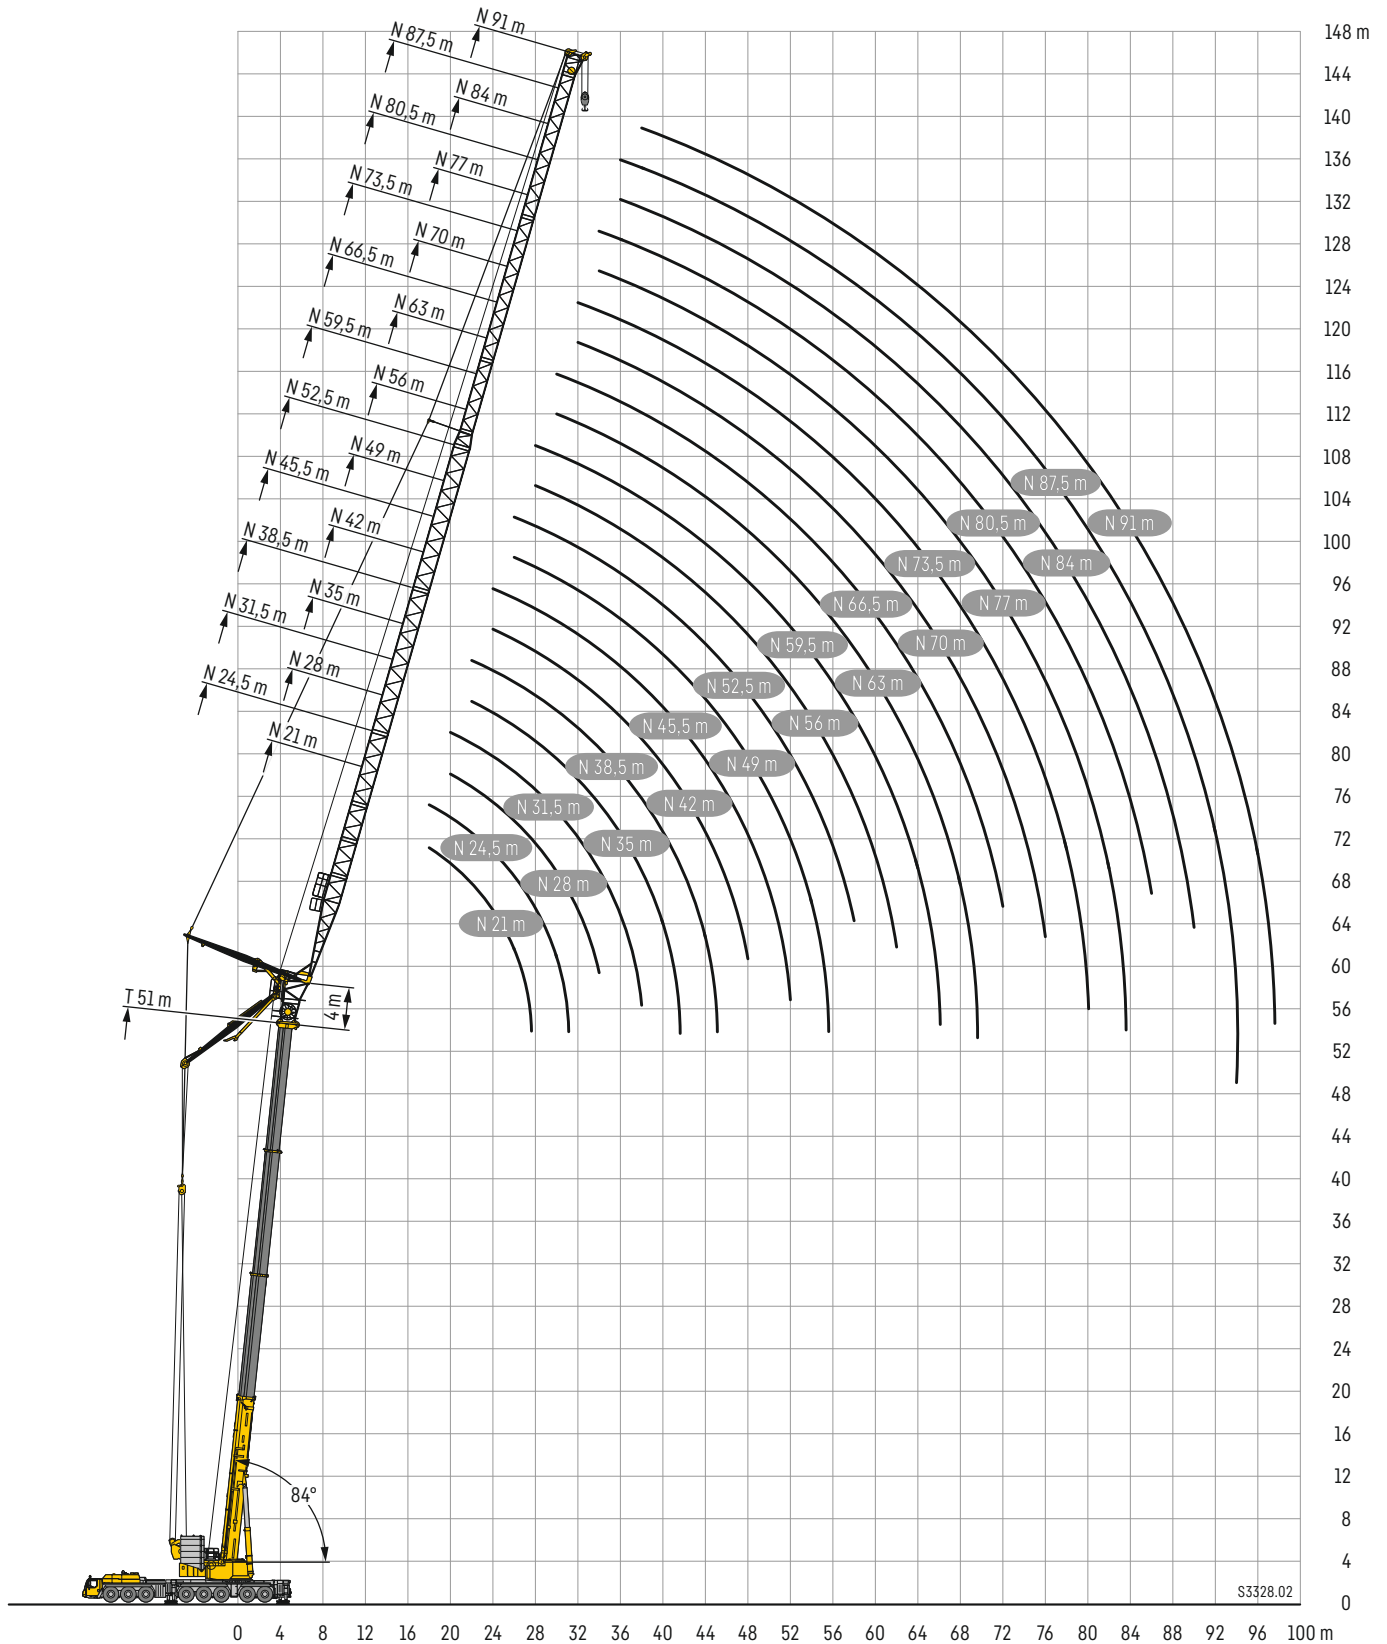 N 91 m
148 m
N 87,5 m
144
N 84 m
N 80,5 m
140
136
N 77 m
N 73,5 m
132
N 70 m
128
N 66,5 m
124
N 63 m
N 59,5 m
120
116
N 56 m
N 52,5 m
112
N 49 m
108
N 45,5 m
N 87,5 m
104
N 42 m
N 80,5 m
N 91 m
N 38,5 m
100
N 73,5 m
N 84 m
96
N 35 m
N 66,5 m
N 77 m
N 31,5 m
92
N 59,5 m
N 70 m
N 28 m
88
N 24,5 m
N 52,5 m
N 63 m
84
N 21 m
N 45,5 m
N 56 m
80
N 38,5 m
N 49 m
76
N 31,5 m
N 42 m
72
N 24,5 m
N 35 m
68
N 28 m
64
N 21 m
60
T 51 m
4 m
56
52
48
44
40
36
32
28
24
20
16
84°
12
8
4
S3328.02
0
0 4 8 12 16 20 24 28 32 36 40 44 48 52 56 60 64 68 72 76 80 84 88 92 96 100 m